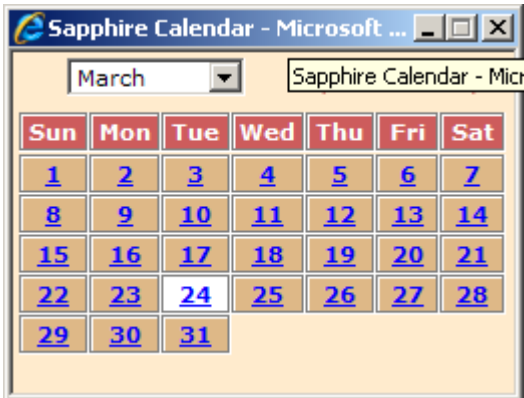 Sapphire Calendar - Microsoft ...
March
Sapphire Calendar - Micr
Sun Mon Tue Wed Thu Fri Sat
1 2 3 4 5 6 7
8 9 10 11 12 13 14
15 16 17 18 19 20 21
22 23 24 25 26 27 28
29 30 31